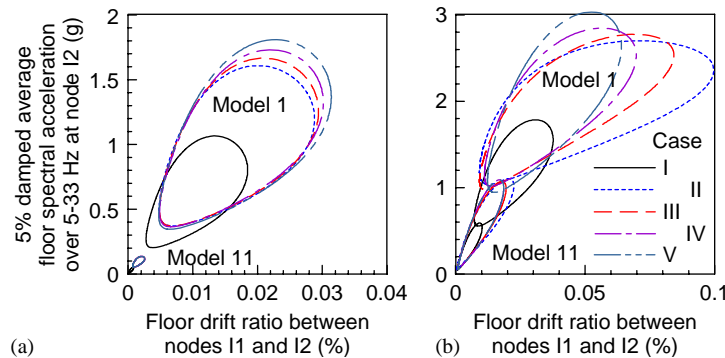 5% damped average
floor spectral acceleration
over 5-33 Hz at node I2 (g)
(a)
2
1.5
1
0.5
0
Model 1
Model 11
0 0.01 0.02 0.03 0.04
Floor drift ratio between
nodes I1 and I2 (%)
(b)
3
2
1
0
Model 1
Case
I
II
III
IV
V
Model 11
0 0.05 0.1
Floor drift ratio between
nodes I1 and I2 (%)